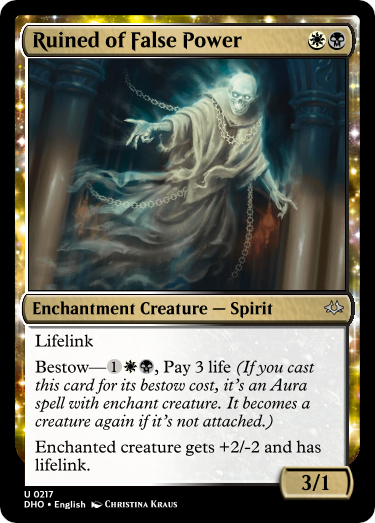 Ruined of False Power
Enchantment Creature — Spirit
Lifelink
Bestow—1, Pay 3 life (If you cast
this card for its bestow cost, it's an Aura
spell with enchant creature. It becomes a
creature again if it's not attached.)
Enchanted creature gets +2/-2 and has
lifelink.
3/1
U 0217
DHO • English Christina Kraus